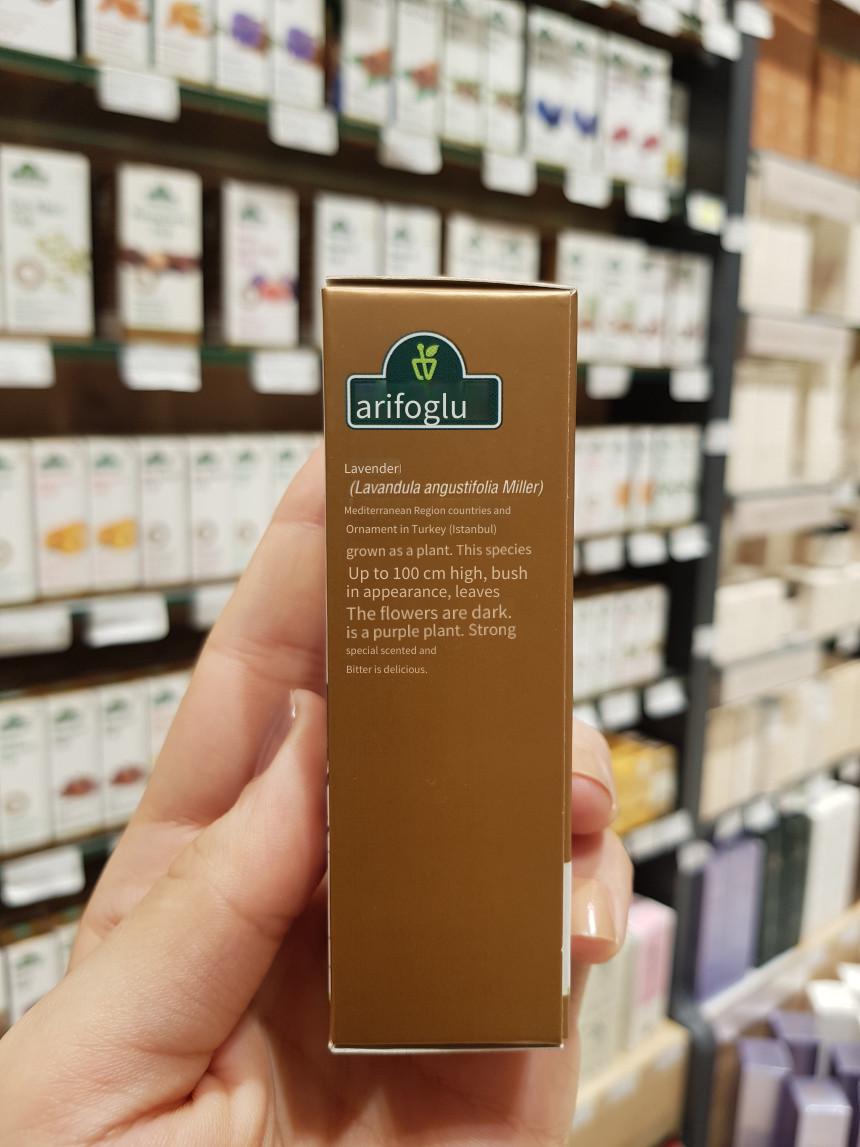 arifoglu
Lavender
(Lavandula angustifolia Miller)
Mediterranean Region countries and
Ornament in Turkey (Istanbul)
grown as a plant. This species
Up to 100 cm high, bush
in appearance, leaves
The flowers are dark.
is a purple plant. Strong
special scented and
Bitter is delicious.